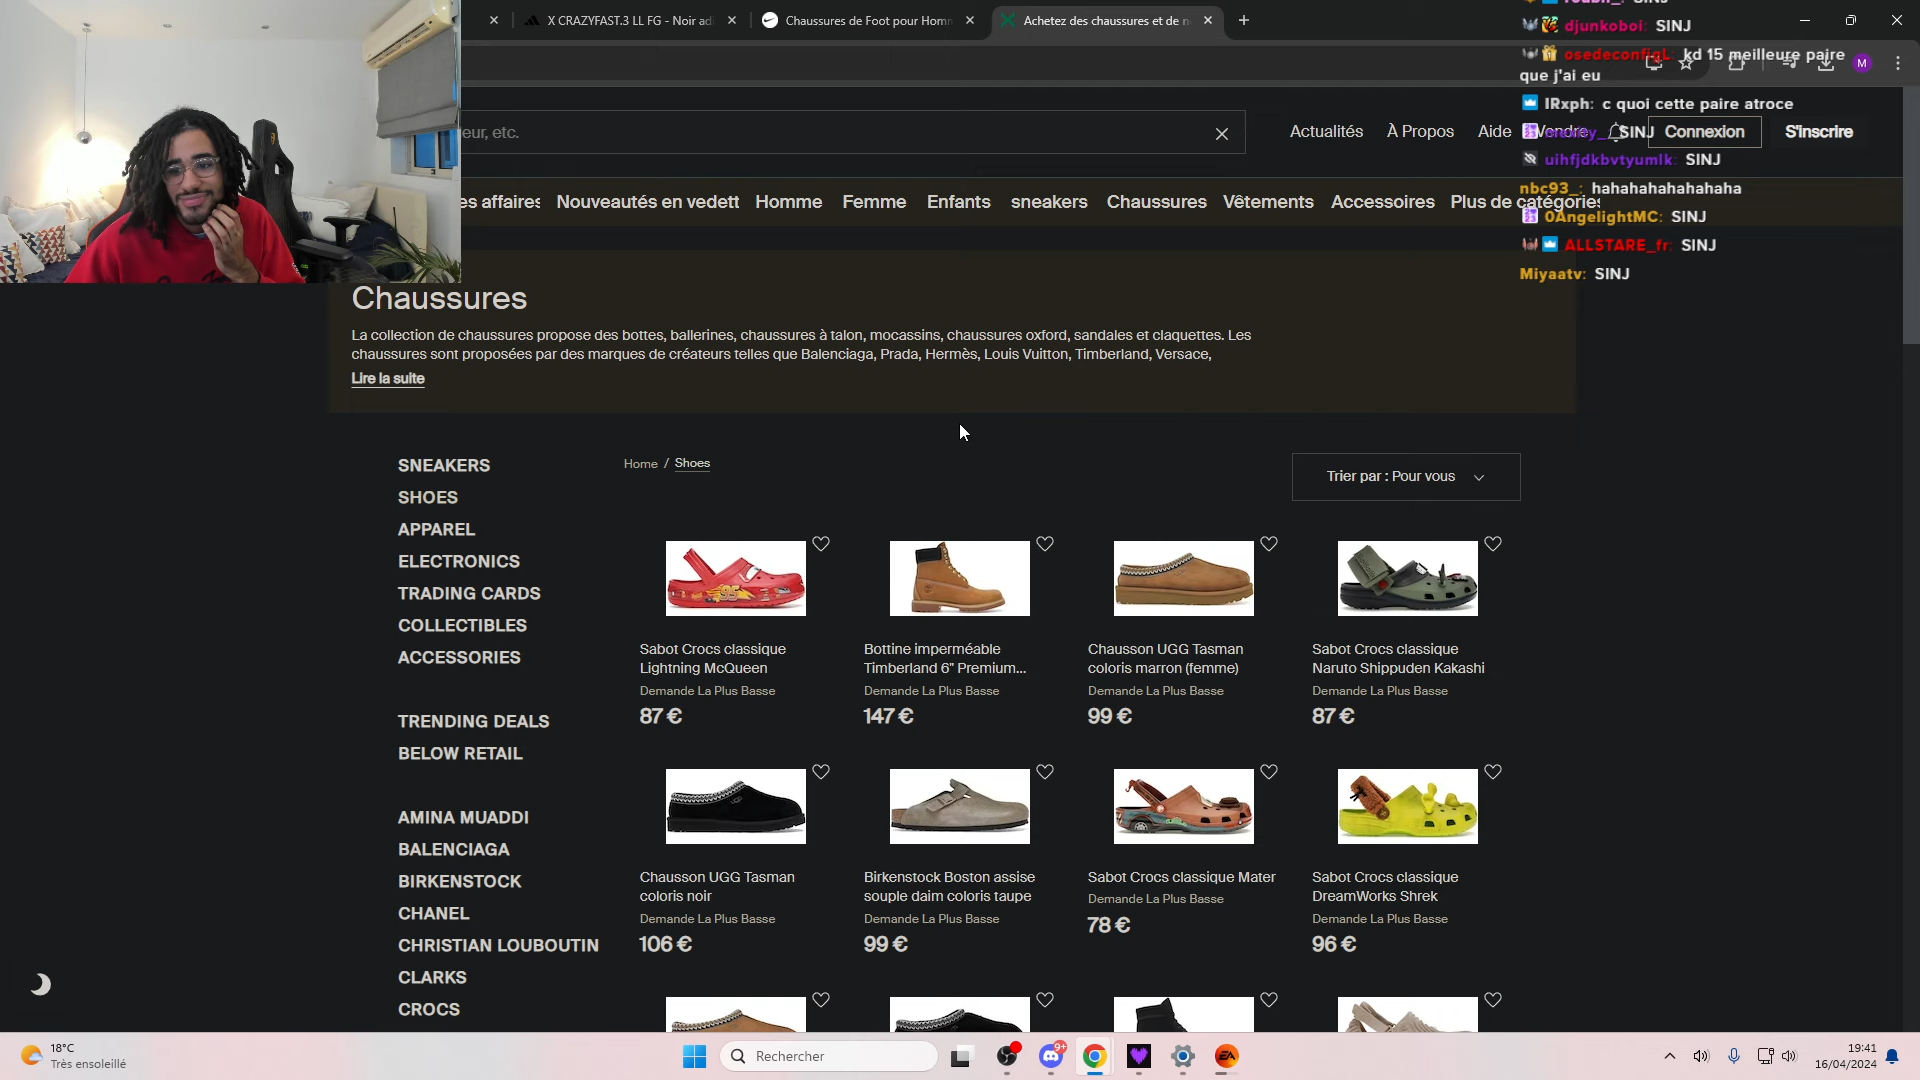 X CRAZYFAST.3 LL FG - Noir adi
Chaussures de Foot pour Homm
Achetez des chaussures et de n
SINJ
djunkoboi: SINJ
osedeconfigL: kd 15 meilleure paire
que j'ai eu
M
IRxph: c quoi cette paire atroce
eur, etc.
Actualités
À Propos
Aide
Vendre
SINJ
Connexion
S'inscrire
uihfjdkbvtyumlk: SINJ
nbc93_: hahahahahahahaha
es affaires
Nouveautés en vedett
Homme
Femme
Enfants
sneakers
Chaussures
Vêtements
Accessoires
Plus de catégories
0AngelightMC: SINJ
ALLSTARE_fr: SINJ
Miyaatv: SINJ
Chaussures
La collection de chaussures propose des bottes, ballerines, chaussures à talon, mocassins, chaussures oxford, sandales et claquettes. Les
chaussures sont proposées par des marques de créateurs telles que Balenciaga, Prada, Hermès, Louis Vuitton, Timberland, Versace,
Lire la suite
SNEAKERS
SHOES
APPAREL
ELECTRONICS
TRADING CARDS
COLLECTIBLES
ACCESSORIES
TRENDING DEALS
BELOW RETAIL
AMINA MUADDI
BALENCIAGA
BIRKENSTOCK
CHANEL
CHRISTIAN LOUBOUTIN
CLARKS
CROCS
Home / Shoes
Trier par : Pour vous
Sabot Crocs classique
Lightning McQueen
Demande La Plus Basse
87 €
Bottine imperméable
Timberland 6" Premium...
Demande La Plus Basse
147 €
Chausson UGG Tasman
coloris marron (femme)
Demande La Plus Basse
99 €
Sabot Crocs classique
Naruto Shippuden Kakashi
Demande La Plus Basse
87 €
Chausson UGG Tasman
coloris noir
Demande La Plus Basse
106 €
Birkenstock Boston assise
souple daim coloris taupe
Demande La Plus Basse
99 €
Sabot Crocs classique Mater
Demande La Plus Basse
78 €
Sabot Crocs classique
DreamWorks Shrek
Demande La Plus Basse
96 €
18°C
Très ensoleillé
Rechercher
9+
EA
19:41
16/04/2024